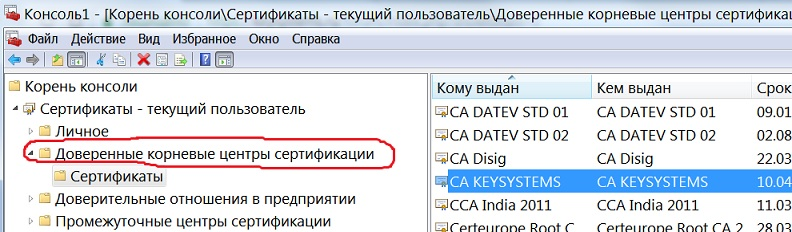 Консоль1 - [Корень консоли\Сертификаты - текущий пользователь\Доверенные корневые центры сертификац
Файл Действие Вид Избранное Окно Справка
Корень консоли
Сертификаты - текущий пользователь
Личное
Доверенные корневые центры сертификации
Сертификаты
Доверительные отношения в предприятии
Промежуточные центры сертификации
Кому выдан Кем выдан Срок
CA DATEV STD 01 CA DATEV STD 01 09.01
CA DATEV STD 02 CA DATEV STD 02 02.08
CA Disig CA Disig 22.03
CA KEYSYSTEMS CA KEYSYSTEMS 10.04
CCA India 2011 CCA India 2011 11.03
Certeurope Root C Certeurope Root CA 2 28.03